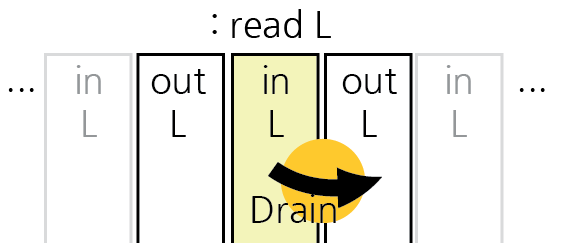 : read L
... in out in out in ...
L L L L L
Drain